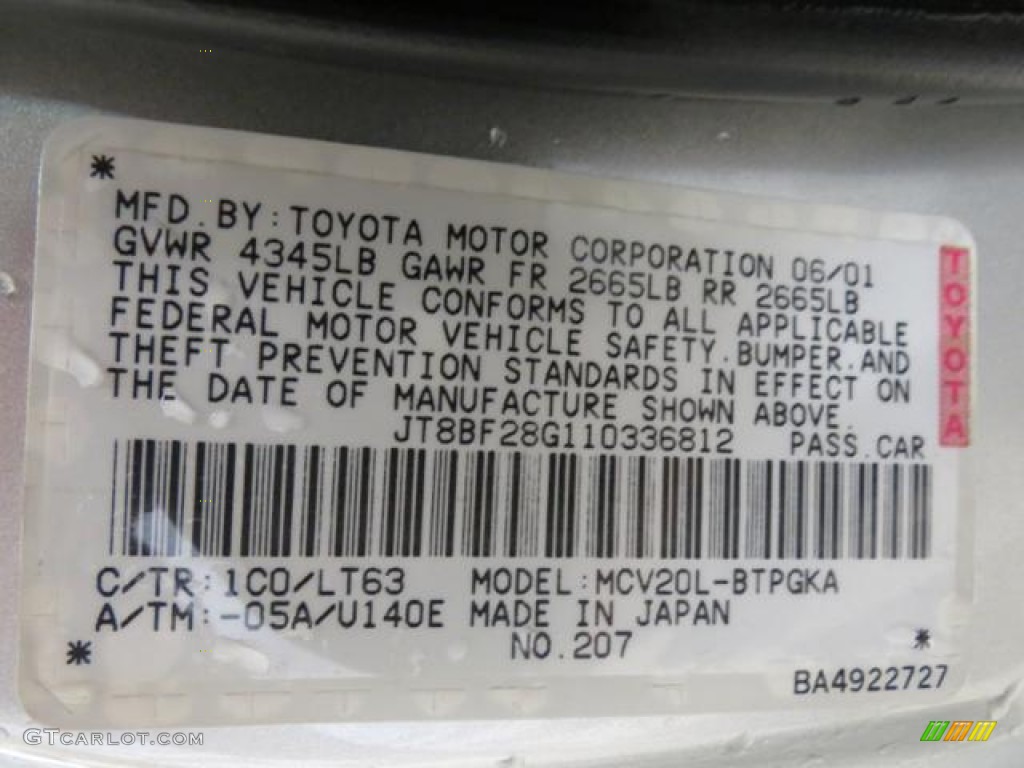 MFD.BY:TOYOTA MOTOR CORPORATION 06/01
GVWR 4345LB GAWR FR 2665LB RR 2665LB
THIS VEHICLE CONFORMS TO ALL APPLICABLE
FEDERAL MOTOR VEHICLE SAFETY.BUMPER.AND
THEFT PREVENTION STANDARDS IN EFFECT ON
THE DATE OF MANUFACTURE SHOWN ABOVE.
JT8BF28G110336812 PASS.CAR
TOYOTA
C/TR:1C0/LT63 MODEL:MCV20L-BTPGKA
A/TM:-05A/U140E MADE IN JAPAN
NO.207
BA4922727
GTCARLOT.COM